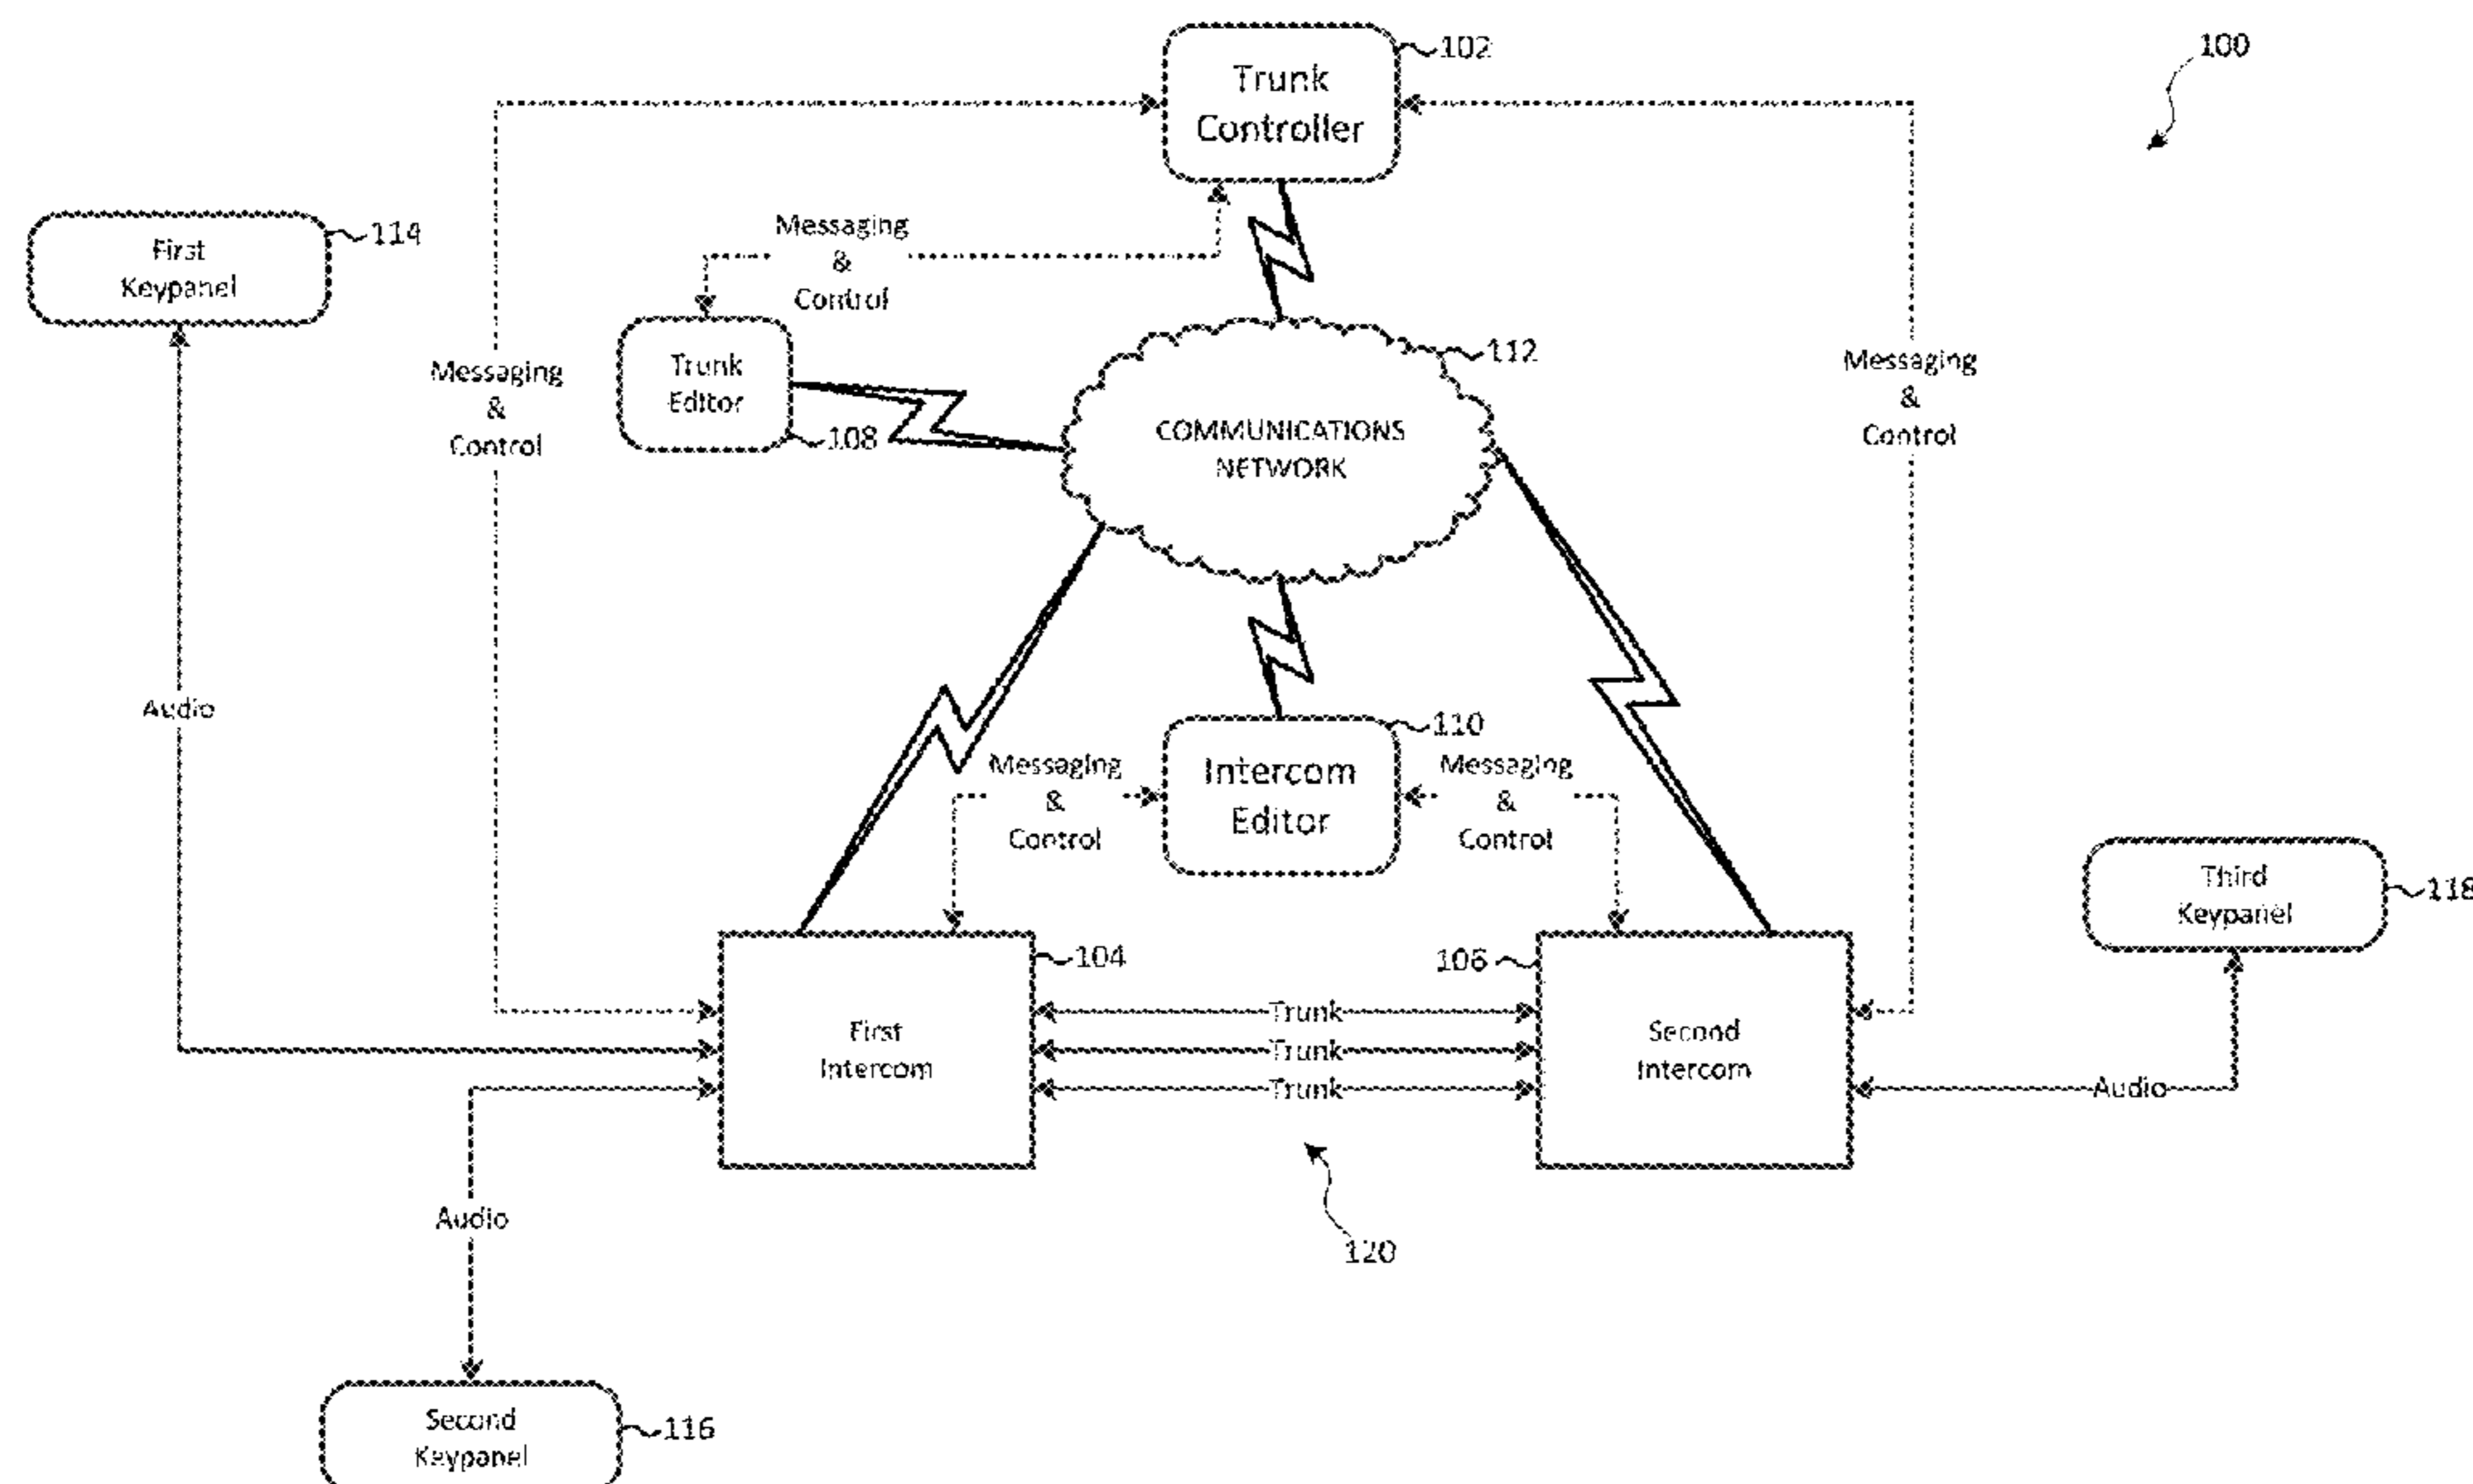 102
100
Trunk
Controller
114
First
Keypanel
Messaging
&
Control
Trunk
Editor
108
112
COMMUNICATIONS
NETWORK
Messaging
&
Control
Messaging
&
Control
Audio
110
Intercom
Editor
Messaging
&
Control
Messaging
&
Control
Third
Keypanel
118
104
106
First
Intercom
Trunk
Trunk
Trunk
Second
Intercom
Audio
Audio
120
Second
Keypanel
116